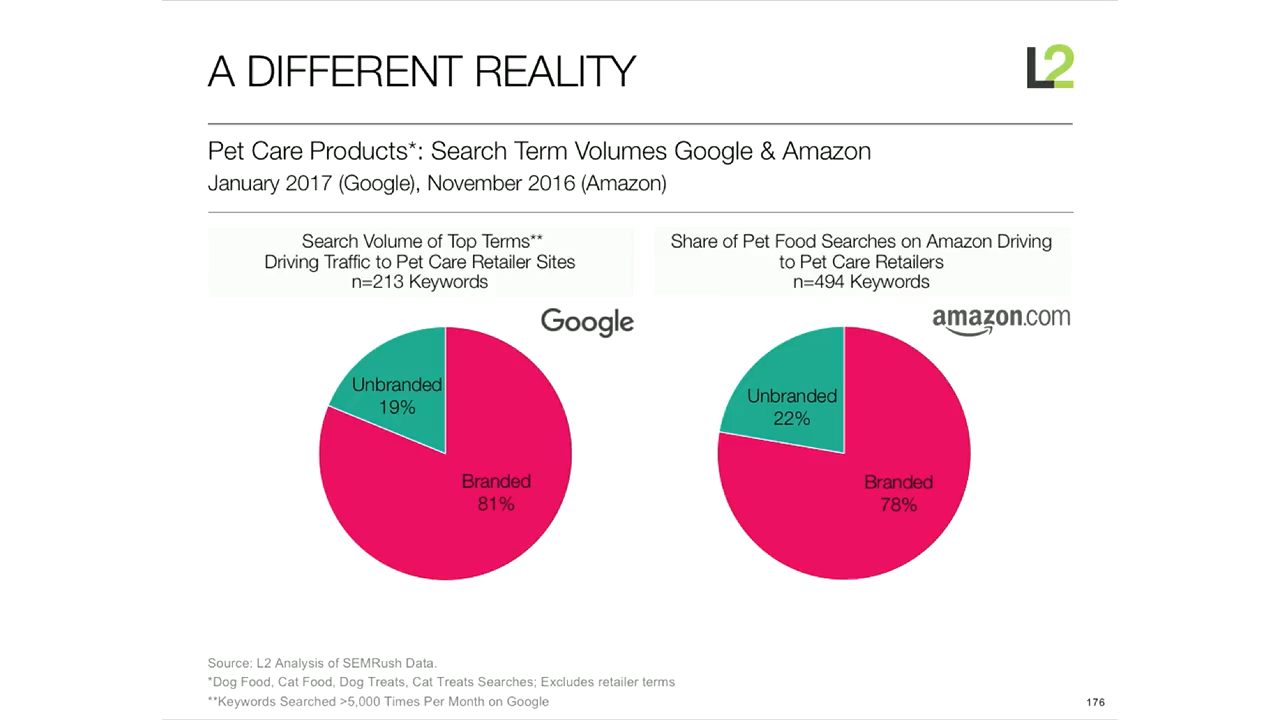 A DIFFERENT REALITY
L2
Pet Care Products*: Search Term Volumes Google & Amazon
January 2017 (Google), November 2016 (Amazon)
Search Volume of Top Terms**
Driving Traffic to Pet Care Retailer Sites
n=213 Keywords
Share of Pet Food Searches on Amazon Driving
to Pet Care Retailers
n=494 Keywords
Google
Unbranded
19%
Branded
81%
amazon.com
Unbranded
22%
Branded
78%
Source: L2 Analysis of SEMRush Data.
*Dog Food, Cat Food, Dog Treats, Cat Treats Searches; Excludes retailer terms
**Keywords Searched >5,000 Times Per Month on Google
176